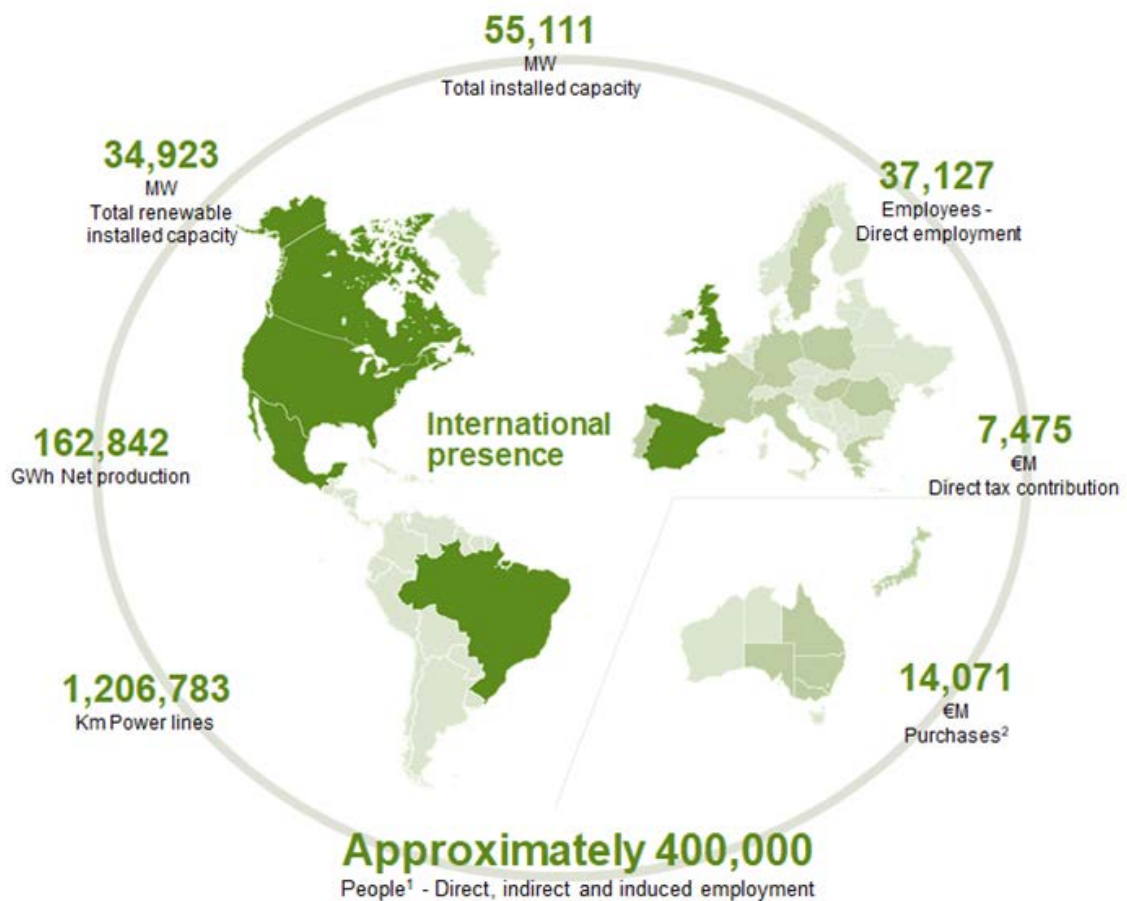 55,111
MW
Total installed capacity
34,923
MW
Total renewable
installed capacity
37,127
Employees -
Direct employment
International
presence
162,842
GWh Net production
7,475
€M
Direct tax contribution
1,206,783
Km Power lines
14,071
€M
Purchases²
Approximately 400,000
People¹ - Direct, indirect and induced employment